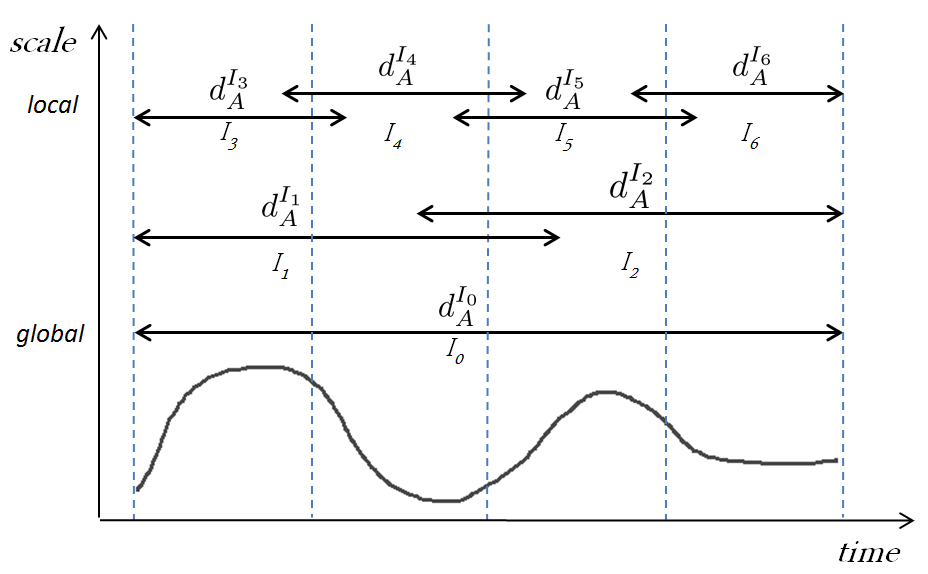 scale
local
d_A^{I_4} d_A^{I_6}
d_A^{I_3} d_A^{I_5}
I_3 I_4 I_5 I_6
d_A^{I_2}
d_A^{I_1}
I_1 I_2
d_A^{I_0}
global
I_0
time